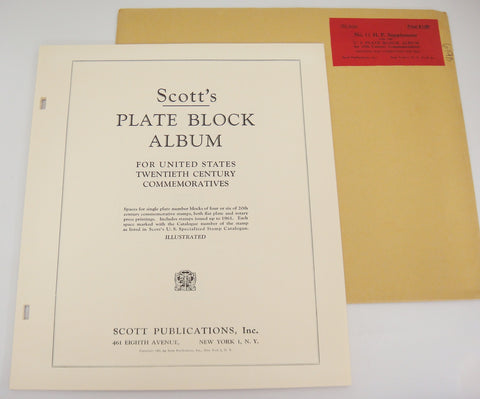 Scott's
PLATE BLOCK
ALBUM
FOR UNITED STATES
TWENTIETH CENTURY
COMMEMORATIVES
Spaces for single plate number blocks of four or six of 20th
century commemorative stamps, both flat plate and rotary
press printings. Includes stamps issued up to 1961. Each
space marked with the Catalogue number of the stamp
as listed in Scott's U. S. Specialized Stamp Catalogue.
ILLUSTRATED
SCOTT PUBLICATIONS, Inc.
461 EIGHTH AVENUE, NEW YORK 1, N. Y.
Supplement
PLATE BLOCK ALBUM